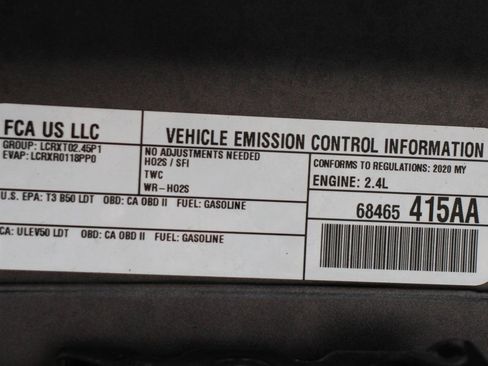 FCA US LLC
GROUP: LCRXT02.45P1
EVAP: LCRXR0118PP0
VEHICLE EMISSION CONTROL INFORMATION
NO ADJUSTMENTS NEEDED
HO2S / SFI
TWC
WR-HO2S
CONFORMS TO REGULATIONS: 2020 MY
ENGINE: 2.4L
U.S. EPA: T3 B50 LDT OBD: CA OBD II FUEL: GASOLINE
68465 415AA
CA: ULEV50 LDT OBD: CA OBD II FUEL: GASOLINE